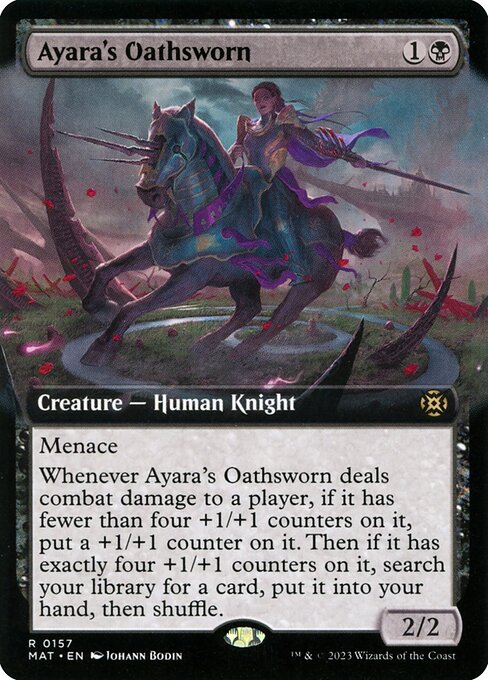 Ayara's Oathsworn 1
Creature — Human Knight
Menace
Whenever Ayara's Oathsworn deals
combat damage to a player, if it has
fewer than four +1/+1 counters on it,
put a +1/+1 counter on it. Then if it has
exactly four +1/+1 counters on it, search
your library for a card, put it into your
hand, then shuffle.
2/2
R 0157
MAT • EN Johann Bodin
™ & © 2023 Wizards of the Coast